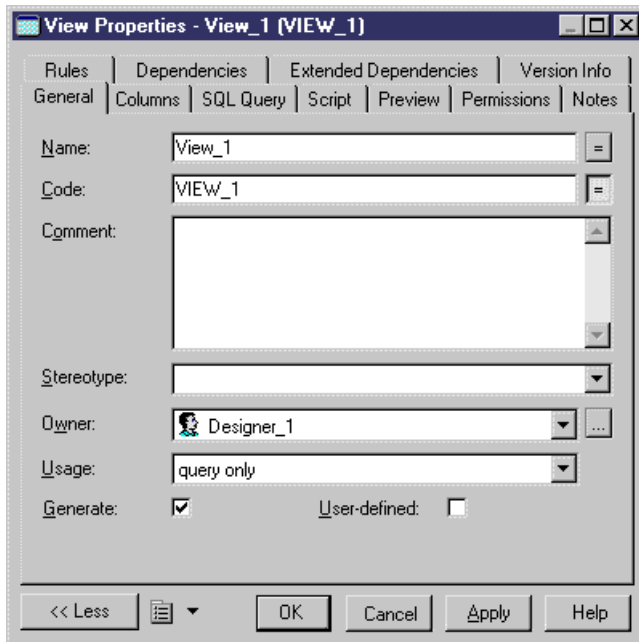 View Properties - View_1 (VIEW_1)
Rules Dependencies Extended Dependencies Version Info
General Columns SQL Query Script Preview Permissions Notes
Name: View_1 =
Code: VIEW_1 =
Comment:
Stereotype:
Owner: Designer_1 ...
Usage: query only
Generate: User-defined:
<< Less OK Cancel Apply Help